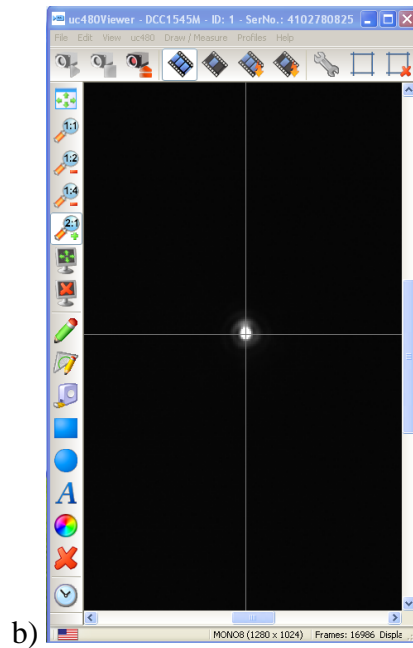 uc480Viewer - DCC1545M - ID: 1 - SerNo.: 4102780825
File Edit View uc480 Draw / Measure Profiles Help
1:1
1:2
1:4
2:1
A
b)
MONO8 (1280 x 1024) Frames: 16986 Displa